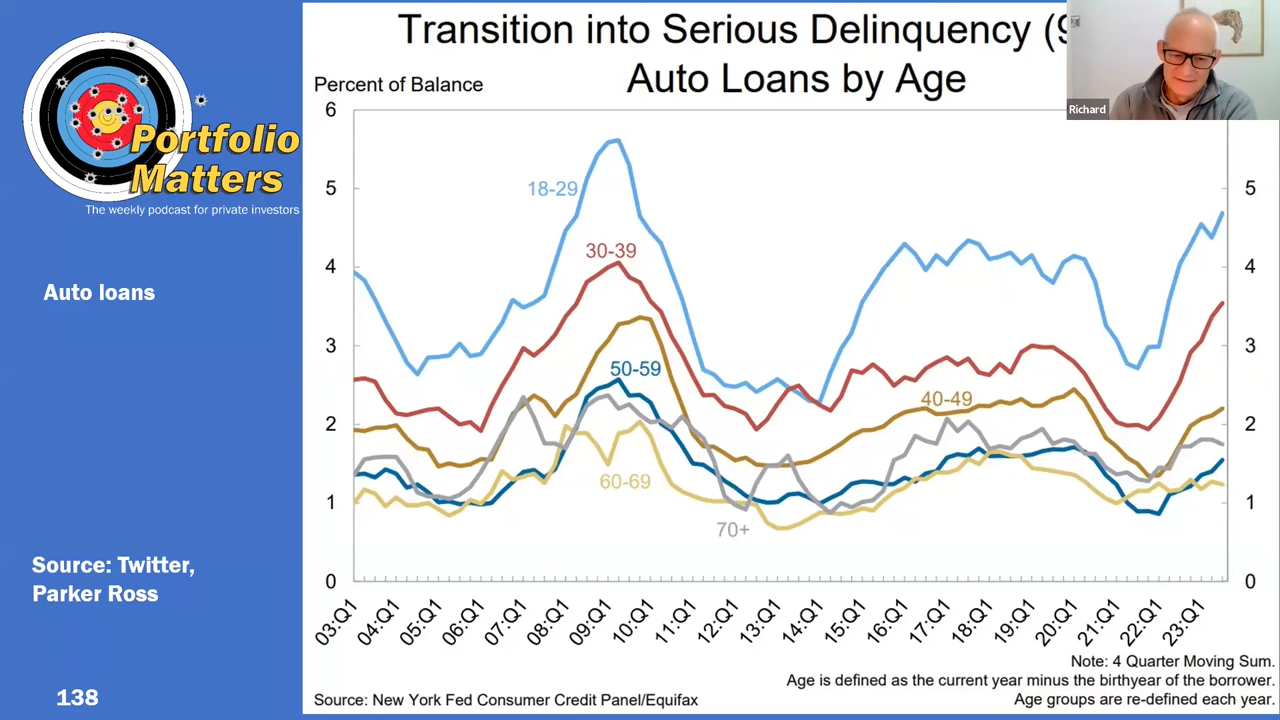 Portfolio
Matters
The weekly podcast for private investors
Auto loans
Source: Twitter,
Parker Ross
138
Transition into Serious Delinquency (
Auto Loans by Age
Richard
Percent of Balance
6
5
4
3
2
1
0
5
4
3
2
1
0
18-29
30-39
50-59
40-49
60-69
70+
03:Q1
04:Q1
05:Q1
06:Q1
07:Q1
08:Q1
09:Q1
10:Q1
11:Q1
12:Q1
13:Q1
14:Q1
15:Q1
16:Q1
17:Q1
18:Q1
19:Q1
20:Q1
21:Q1
22:Q1
23:Q1
Note: 4 Quarter Moving Sum.
Age is defined as the current year minus the birthyear of the borrower.
Source: New York Fed Consumer Credit Panel/Equifax
Age groups are re-defined each year.